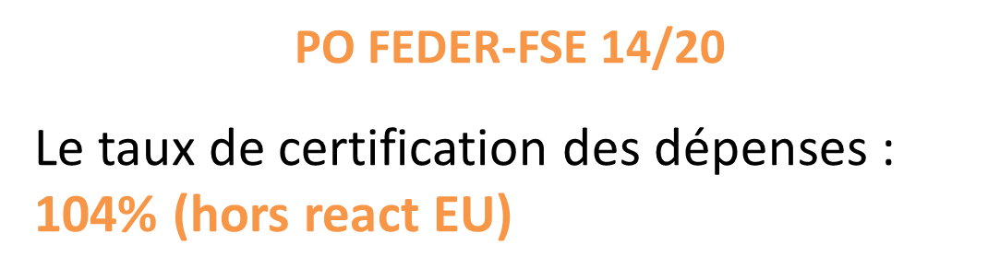 PO FEDER-FSE 14/20
Le taux de certification des dépenses :
104% (hors react EU)